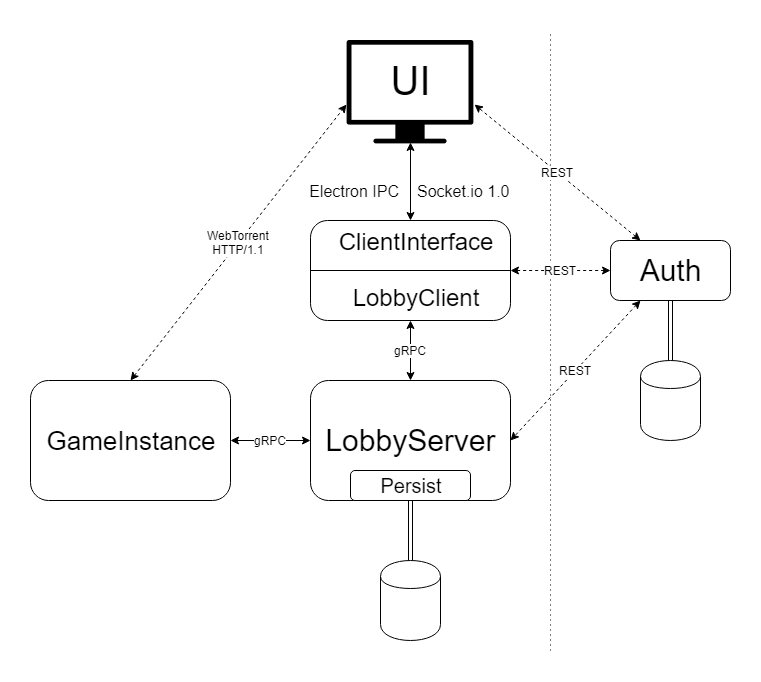 UI
REST
Electron IPC
Socket.io 1.0
WebTorrent
HTTP/1.1
ClientInterface
REST
Auth
LobbyClient
gRPC
REST
GameInstance
gRPC
LobbyServer
Persist